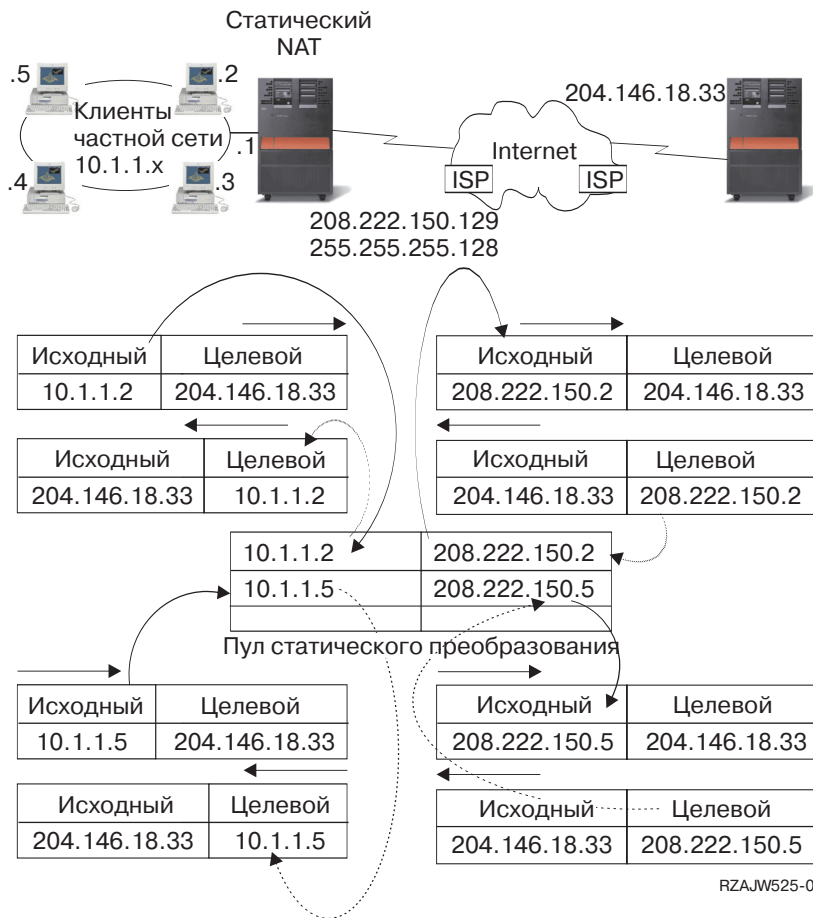 Статический
NAT
.5
.2
204.146.18.33
Клиенты
частной сети
10.1.1.x
.1
Internet
ISP
ISP
.4
.3
208.222.150.129
255.255.255.128
Исходный Целевой
10.1.1.2 204.146.18.33
Исходный Целевой
208.222.150.2 204.146.18.33
Исходный Целевой
204.146.18.33 10.1.1.2
Исходный Целевой
204.146.18.33 208.222.150.2
10.1.1.2 208.222.150.2
10.1.1.5 208.222.150.5
Пул статического преобразования
Исходный Целевой
10.1.1.5 204.146.18.33
Исходный Целевой
208.222.150.5 204.146.18.33
Исходный Целевой
204.146.18.33 10.1.1.5
Исходный Целевой
204.146.18.33 208.222.150.5
RZAJW525-0